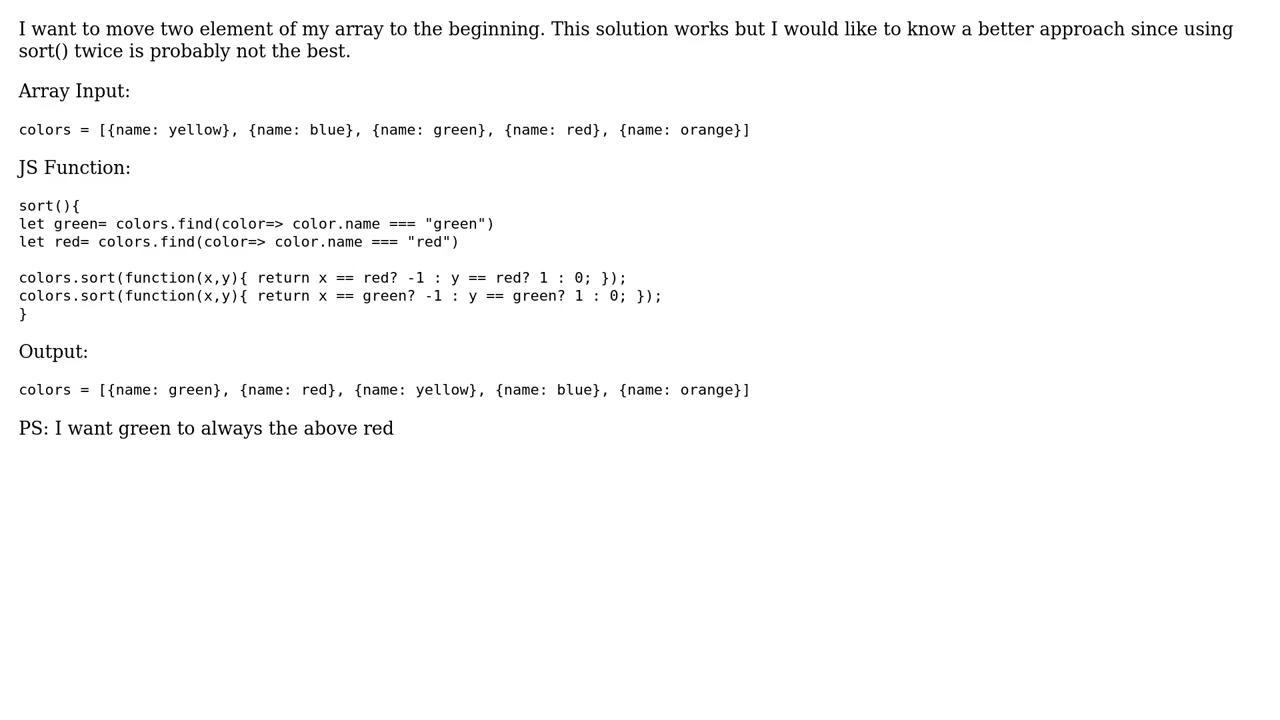 I want to move two element of my array to the beginning. This solution works but I would like to know a better approach since using
sort() twice is probably not the best.
Array Input:
colors = [{name: yellow}, {name: blue}, {name: green}, {name: red}, {name: orange}]
JS Function:
sort(){
let green= colors.find(color=> color.name === "green")
let red= colors.find(color=> color.name === "red")
colors.sort(function(x,y){ return x == red? -1 : y == red? 1 : 0; });
colors.sort(function(x,y){ return x == green? -1 : y == green? 1 : 0; });
}
Output:
colors = [{name: green}, {name: red}, {name: yellow}, {name: blue}, {name: orange}]
PS: I want green to always the above red